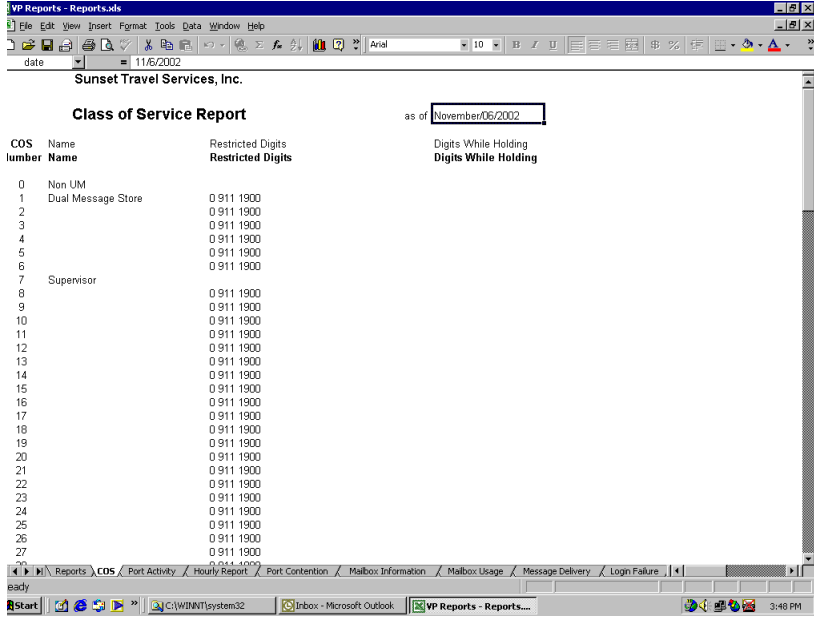 VP Reports - Reports.xls
File Edit View Insert Format Tools Data Window Help
Arial 10 B I U $ % A
date = 11/6/2002
Sunset Travel Services, Inc.
Class of Service Report as of November/06/2002
COS Name Restricted Digits Digits While Holding
lumber Name Restricted Digits Digits While Holding
0 Non UM
1 Dual Message Store 0 911 1900
2 0 911 1900
3 0 911 1900
4 0 911 1900
5 0 911 1900
6 0 911 1900
7 Supervisor
8 0 911 1900
9 0 911 1900
10 0 911 1900
11 0 911 1900
12 0 911 1900
13 0 911 1900
14 0 911 1900
15 0 911 1900
16 0 911 1900
17 0 911 1900
18 0 911 1900
19 0 911 1900
20 0 911 1900
21 0 911 1900
22 0 911 1900
23 0 911 1900
24 0 911 1900
25 0 911 1900
26 0 911 1900
27 0 911 1900
Reports COS Port Activity Hourly Report Port Contention Mailbox Information Mailbox Usage Message Delivery Login Failure
eady
Start C:\WINNT\system32 Inbox - Microsoft Outlook VP Reports - Reports.... 3:48 PM